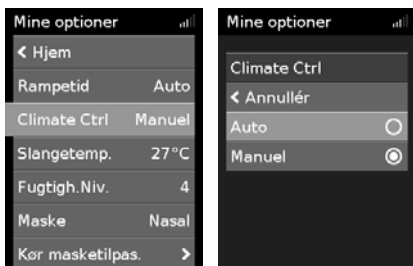 Mine optioner
< Hjem
Rampetid Auto
Climate Ctrl Manuel
Slangetemp. 27°C
Fugtigh.Niv. 4
Maske Nasal
Kør masketilpas. >
Mine optioner
Climate Ctrl
< Annullér
Auto
Manuel